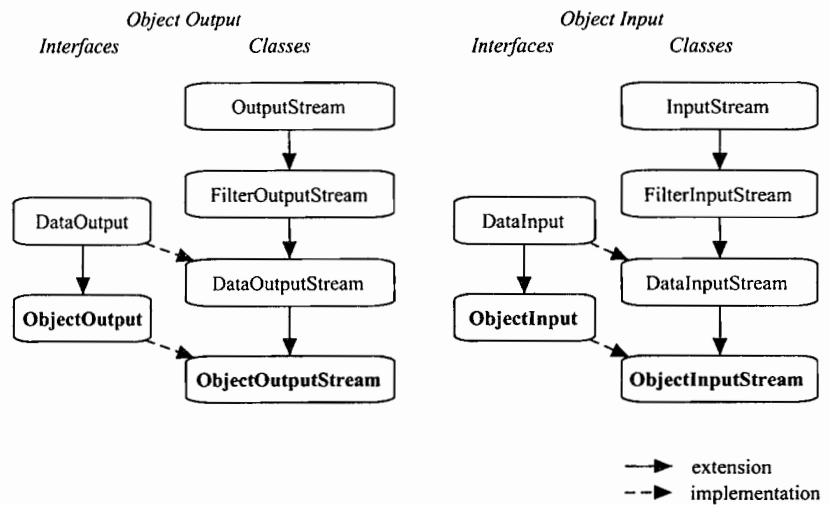 Object Output
Interfaces Classes
OutputStream
FilterOutputStream
DataOutput
DataOutputStream
ObjectOutput
ObjectOutputStream
Object Input
Interfaces Classes
InputStream
FilterInputStream
DataInput
DataInputStream
ObjectInput
ObjectInputStream
extension
implementation